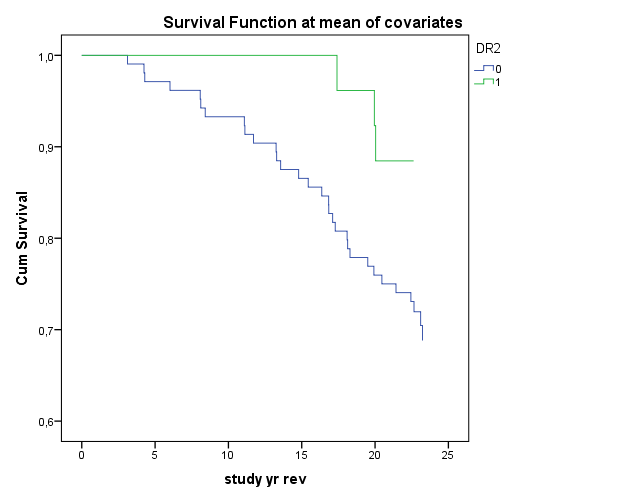 Survival Function at mean of covariates
DR2
0
1
1,0
0,9
0,8
0,7
0,6
Cum Survival
0 5 10 15 20 25
study yr rev